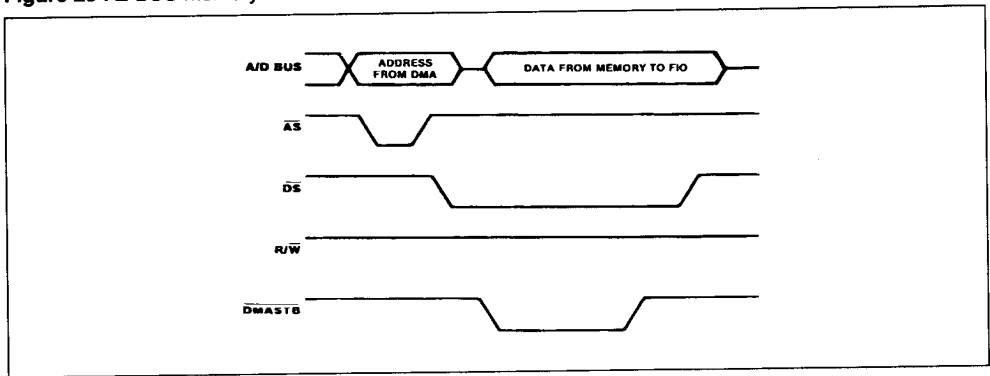 A/D BUS
ADDRESS
FROM DMA
DATA FROM MEMORY TO FIO
AS
DS
R/W
DMASTB